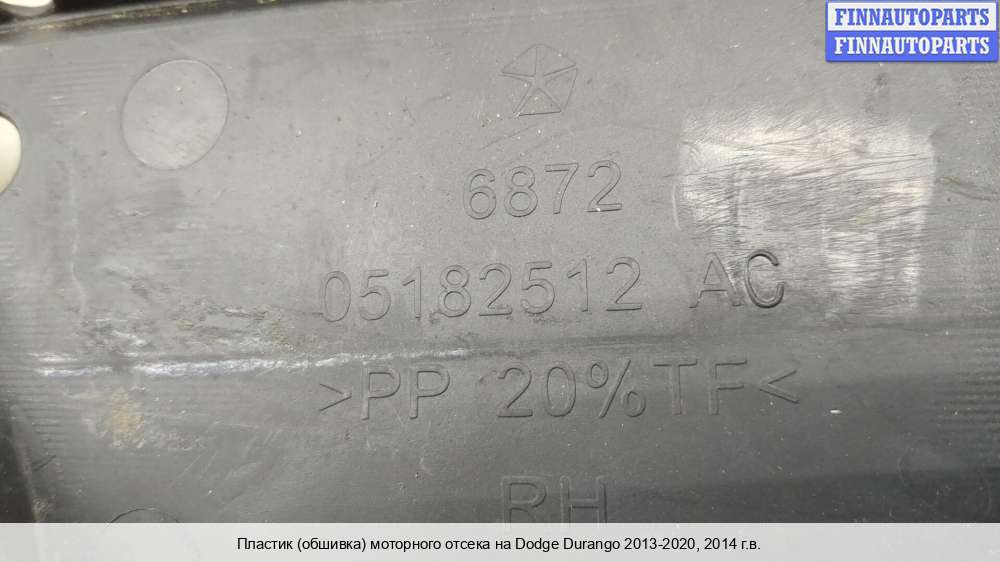 FINNAUTOPARTS
FINNAUTOPARTS
6872
05182512 AC
>PP 20%TF<
RH
Пластик (обшивка) моторного отсека на Dodge Durango 2013-2020, 2014 г.в.